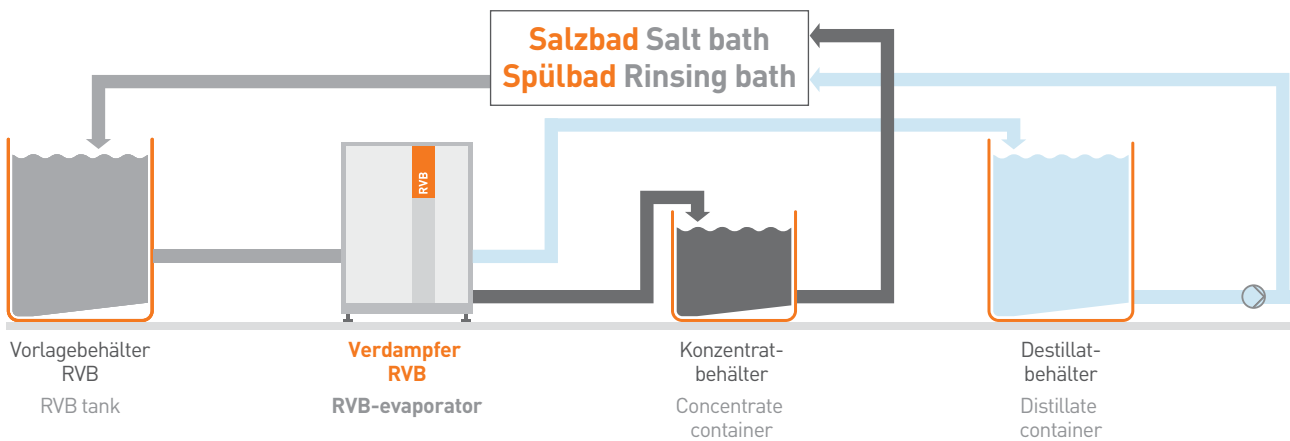 Salzbad Salt bath
Spülbad Rinsing bath
RVB
Vorlagebehälter
RVB
RVB tank
Verdampfer
RVB
RVB-evaporator
Konzentrat-
behälter
Concentrate
container
Destillat-
behälter
Distillate
container